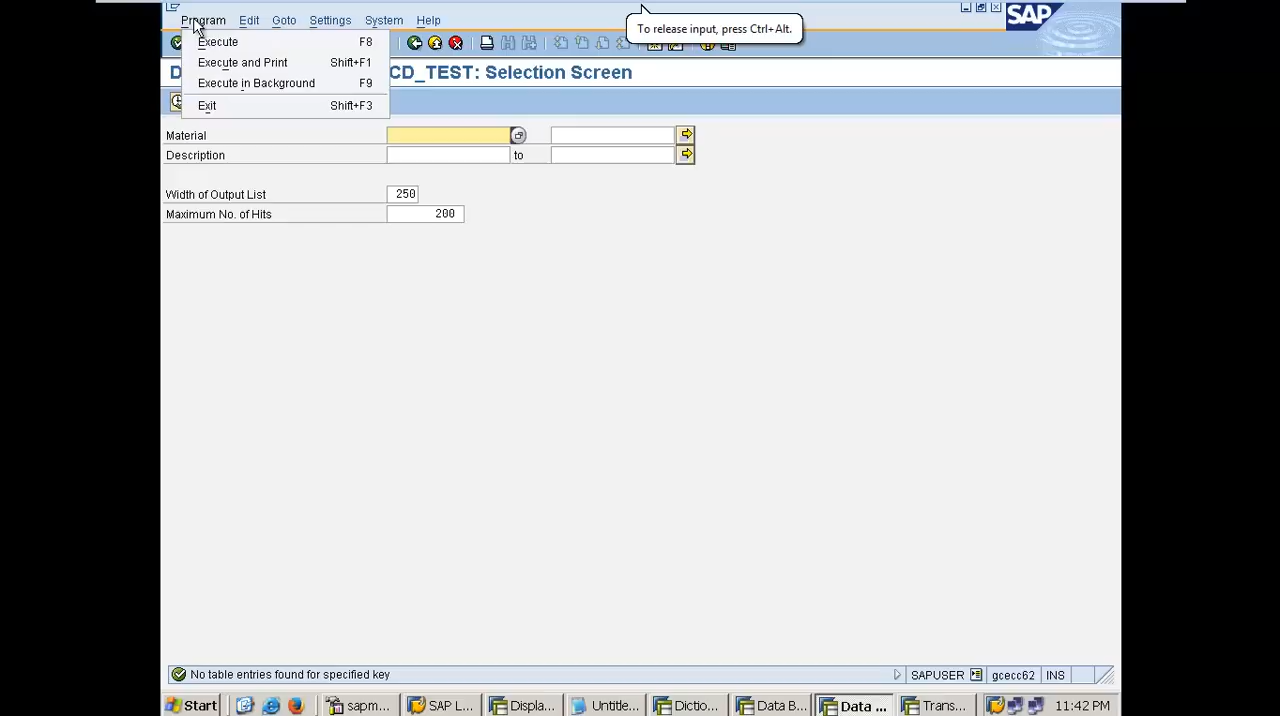 Program Edit Goto Settings System Help
To release input, press Ctrl+Alt.
SAP
Execute F8
Execute and Print Shift+F1
Execute in Background F9
Exit Shift+F3
CD_TEST: Selection Screen
Material
Description to
Width of Output List 250
Maximum No. of Hits 200
No table entries found for specified key
SAPUSER gcecc62 INS
Start sapm... SAP L... Displa... Untitle... Dictio... Data B... Data ... Trans... 11:42 PM